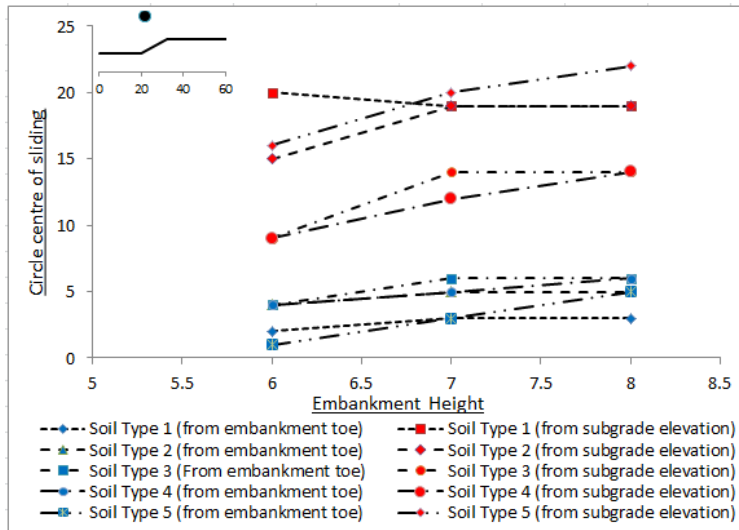 25
20
15
10
5
0
0 20 40 60
Circle centre of sliding
5 5.5 6 6.5 7 7.5 8 8.5
Embankment Height
Soil Type 1 (from embankment toe)
Soil Type 1 (from subgrade elevation)
Soil Type 2 (from embankment toe)
Soil Type 2 (from subgrade elevation)
Soil Type 3 (From embankment toe)
Soil Type 3 (from subgrade elevation)
Soil Type 4 (from embankment toe)
Soil Type 4 (from subgrade elevation)
Soil Type 5 (from embankment toe)
Soil Type 5 (from subgrade elevation)